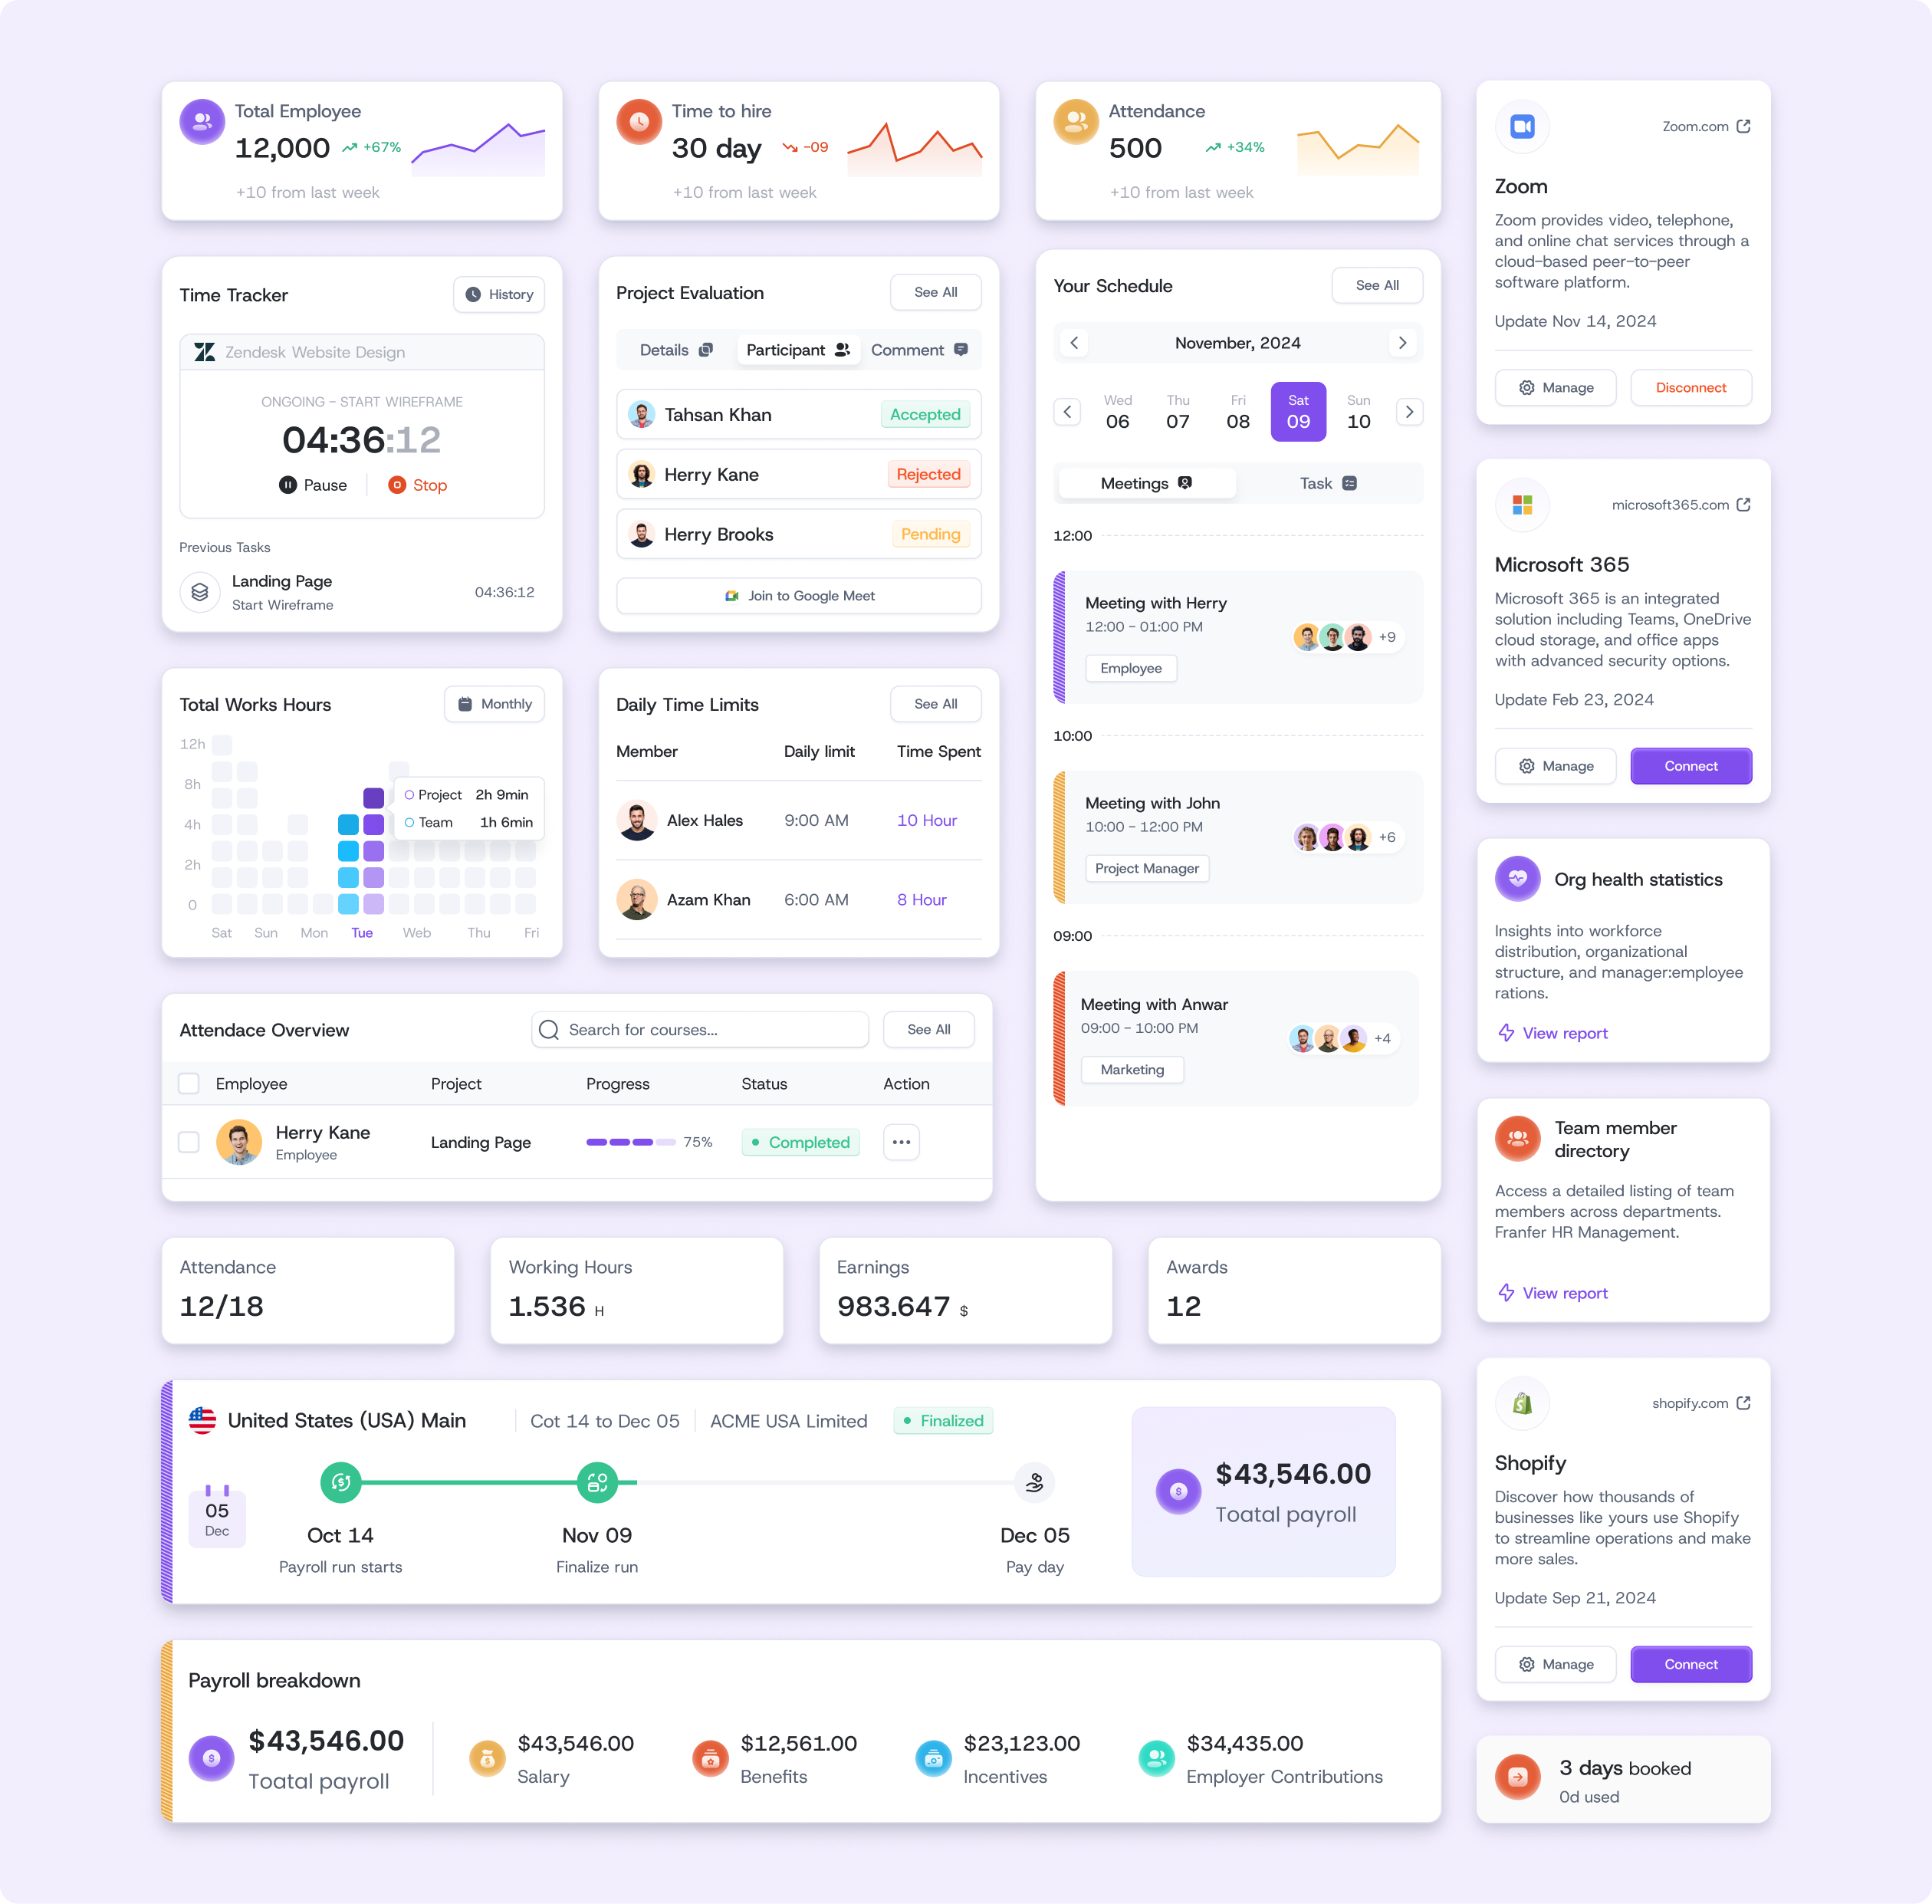 Total Employee
12,000 +67%
+10 from last week
Time to hire
30 day -09
+10 from last week
Attendance
500 +34%
+10 from last week
Time Tracker
History
Zendesk Website Design
ONGOING - START WIREFRAME
04:36:12
Pause Stop
Previous Tasks
Landing Page
Start Wireframe
04:36:12
Project Evaluation
See All
Details Participant Comment
Tahsan Khan Accepted
Herry Kane Rejected
Herry Brooks Pending
Join to Google Meet
Your Schedule
See All
November, 2024
Wed Thu Fri Sat Sun
06 07 08 09 10
Meetings Task
12:00
Meeting with Herry
12:00 - 01:00 PM
+9
Employee
10:00
Meeting with John
10:00 - 12:00 PM
+6
Project Manager
09:00
Meeting with Anwar
09:00 - 10:00 PM
+4
Marketing
Total Works Hours
Monthly
12h
8h
4h
2h
0
Project 2h 9min
Team 1h 6min
Sat Sun Mon Tue Web Thu Fri
Daily Time Limits
See All
Member Daily limit Time Spent
Alex Hales 9:00 AM 10 Hour
Azam Khan 6:00 AM 8 Hour
Attendace Overview
Search for courses...
See All
Employee Project Progress Status Action
Herry Kane
Employee
Landing Page
75%
Completed
Attendance
12/18
Working Hours
1.536 H
Earnings
983.647 $
Awards
12
United States (USA) Main
Cot 14 to Dec 05
ACME USA Limited
Finalized
05
Dec
Oct 14
Payroll run starts
Nov 09
Finalize run
Dec 05
Pay day
$43,546.00
Toatal payroll
Payroll breakdown
$43,546.00
Toatal payroll
$43,546.00
Salary
$12,561.00
Benefits
$23,123.00
Incentives
$34,435.00
Employer Contributions
Zoom.com
Zoom
Zoom provides video, telephone,
and online chat services through a
cloud-based peer-to-peer
software platform.
Update Nov 14, 2024
Manage
Disconnect
microsoft365.com
Microsoft 365
Microsoft 365 is an integrated
solution including Teams, OneDrive
cloud storage, and office apps
with advanced security options.
Update Feb 23, 2024
Manage
Connect
Org health statistics
Insights into workforce
distribution, organizational
structure, and manager:employee
rations.
View report
Team member
directory
Access a detailed listing of team
members across departments.
Franfer HR Management.
View report
shopify.com
Shopify
Discover how thousands of
businesses like yours use Shopify
to streamline operations and make
more sales.
Update Sep 21, 2024
Manage
Connect
3 days booked
0d used